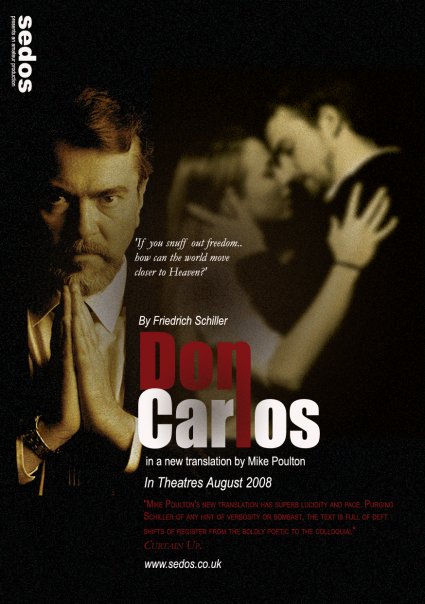 sedos
presents an amateur production
'If you snuff out freedom..
how can the world move
closer to Heaven?'
By Friedrich Schiller
Don
Carlos
in a new translation by Mike Poulton
In Theatres August 2008
"Mike Poulton's new translation has superb lucidity and pace. Purging
Schiller of any hint of verbosity or bombast, the text is full of deft
shifts of register from the boldly poetic to the colloquial"
Curtain Up.
www.sedos.co.uk